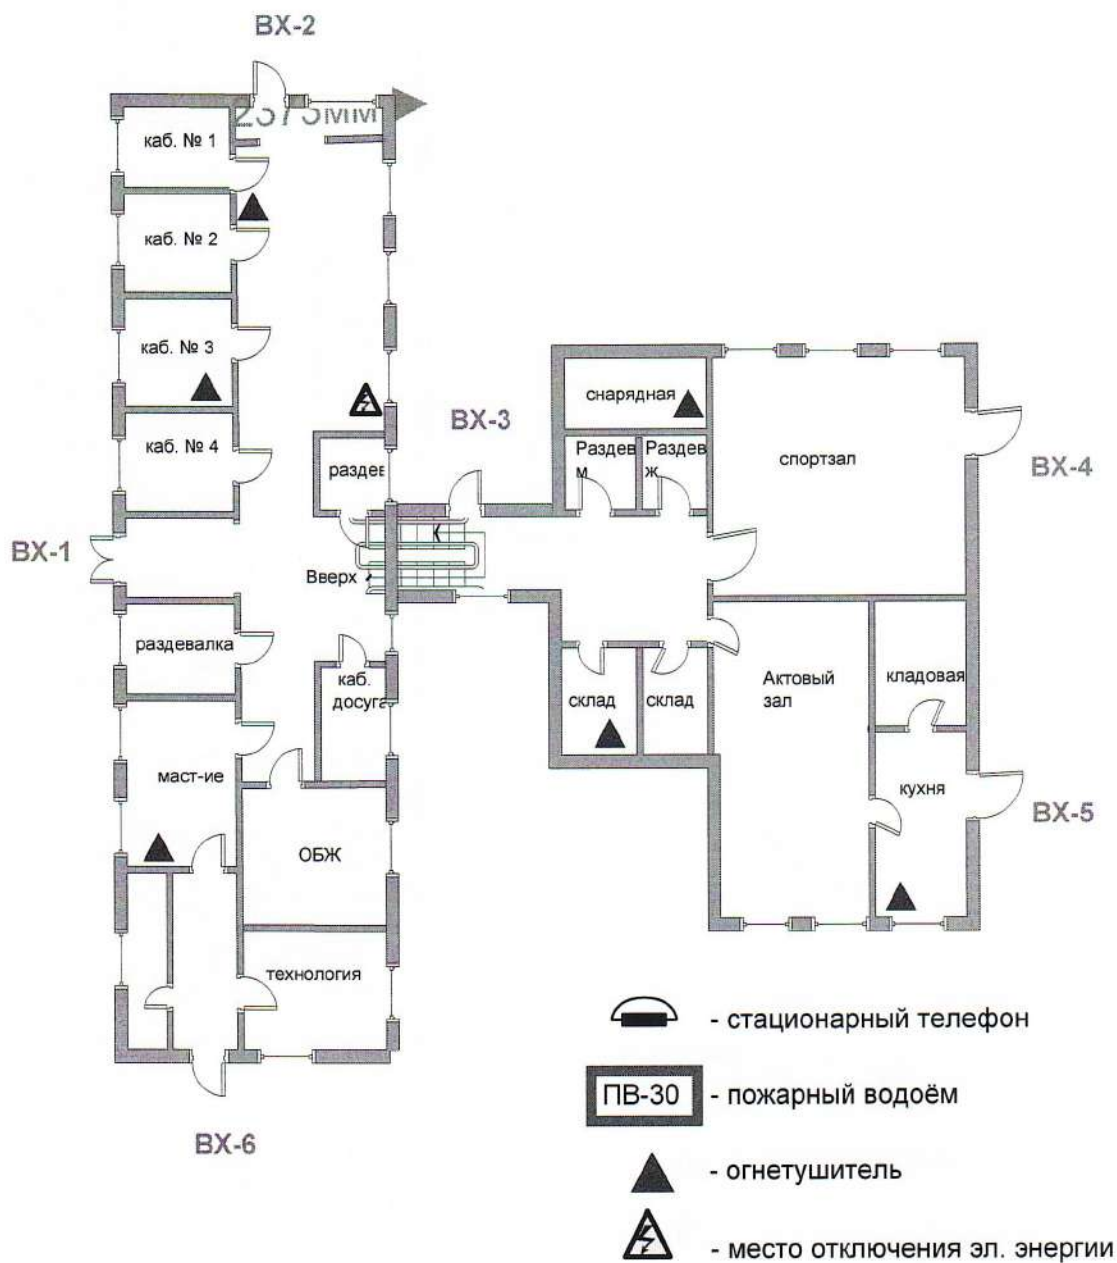 ВХ-2
2375мм
каб. № 1
каб. № 2
каб. № 3
каб. № 4
раздев
ВХ-3
ВХ-1
Вверх
раздевалка
каб.
досуга
маст-ие
ОБЖ
технология
ВХ-6
снарядная
Раздев
м
Раздев
ж
спортзал
ВХ-4
склад
склад
Актовый
зал
кладовая
кухня
ВХ-5
- стационарный телефон
ПВ-30 - пожарный водоём
- огнетушитель
- место отключения эл. энергии